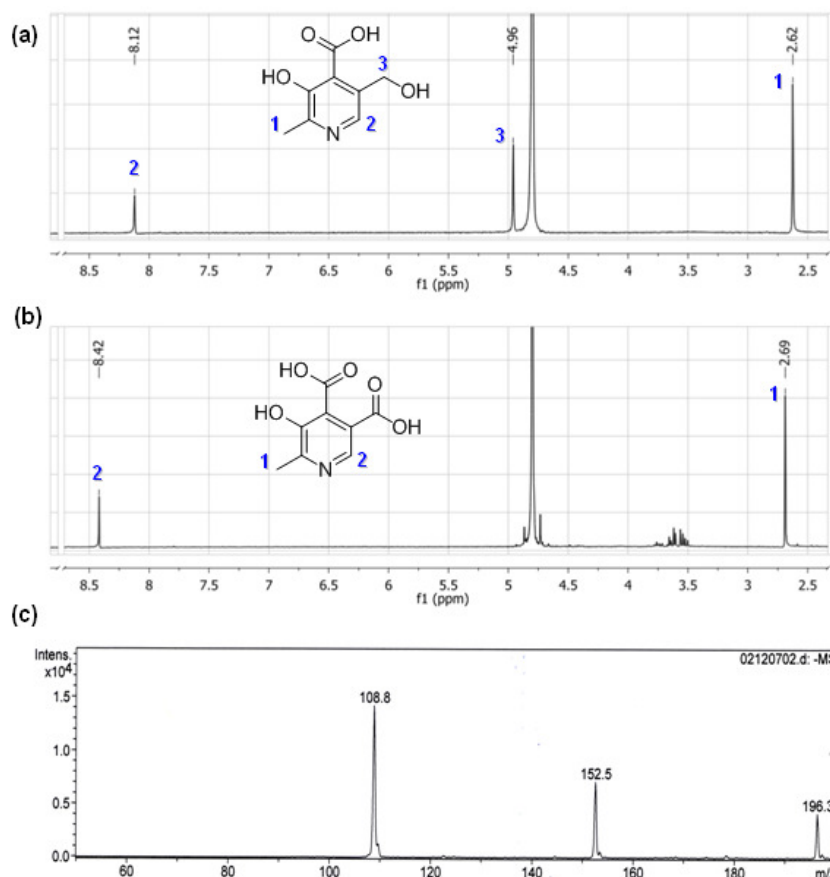 (a)
8.12
4.96
2.62
O
OH
3
HO
OH
1
N
2
2
3
1
8.5 8 7.5 7 6.5 6 5.5 5 4.5 4 3.5 3 2.5
f1 (ppm)
(b)
8.42
2.69
HO
O
O
HO
OH
1
N
2
2
1
8.5 8 7.5 7 6.5 6 5.5 5 4.5 4 3.5 3 2.5
f1 (ppm)
(c)
Intens.
x10⁴
02120702.d: -MS
1.5
1.0
0.5
0.0
108.8
152.5
196.3
60 80 100 120 140 160 180
m/